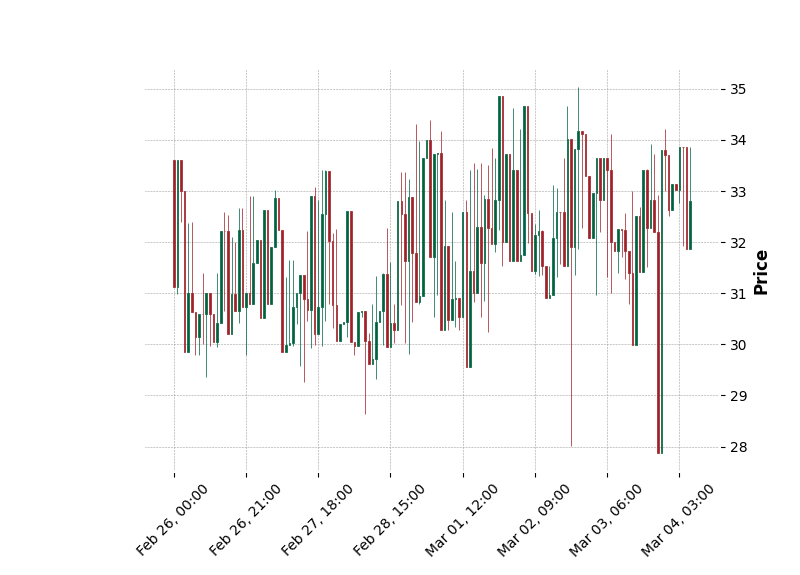 35
34
33
32
31
30
29
28
Price
Feb 26, 00:00
Feb 26, 21:00
Feb 27, 18:00
Feb 28, 15:00
Mar 01, 12:00
Mar 02, 09:00
Mar 03, 06:00
Mar 04, 03:00